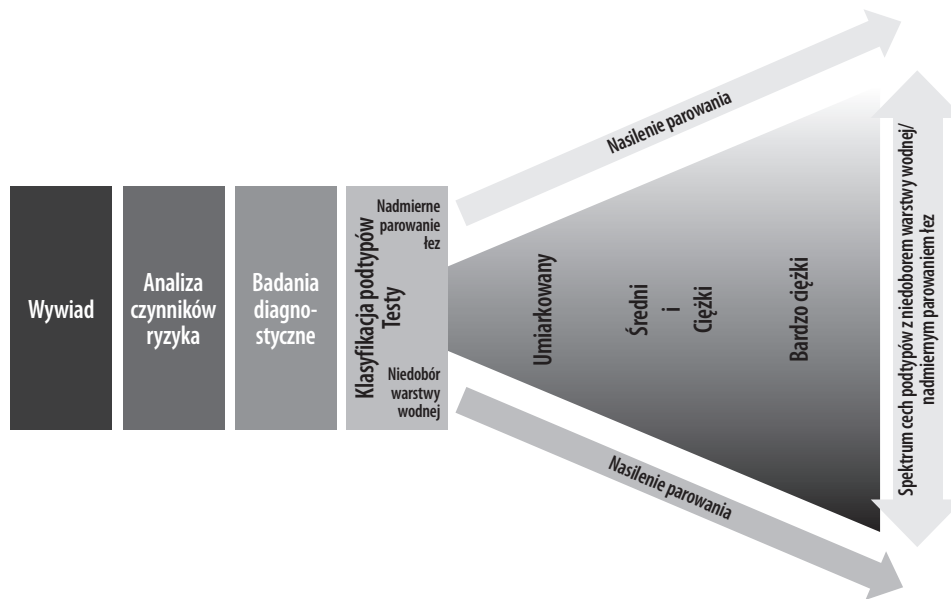 Wywiad
Analiza
czynników
ryzyka
Badania
diagno-
styczne
Klasyfikacja podtypów
Testy
Nadmierne
parowanie
łez
Niedobór
warstwy
wodnej
Nasilenie parowania
Umiarkowany
Średni
i
Ciężki
Bardzo ciężki
Nasilenie parowania
Spektrum cech podtypów z niedoborem warstwy wodnej/
nadmiernym parowaniem łez